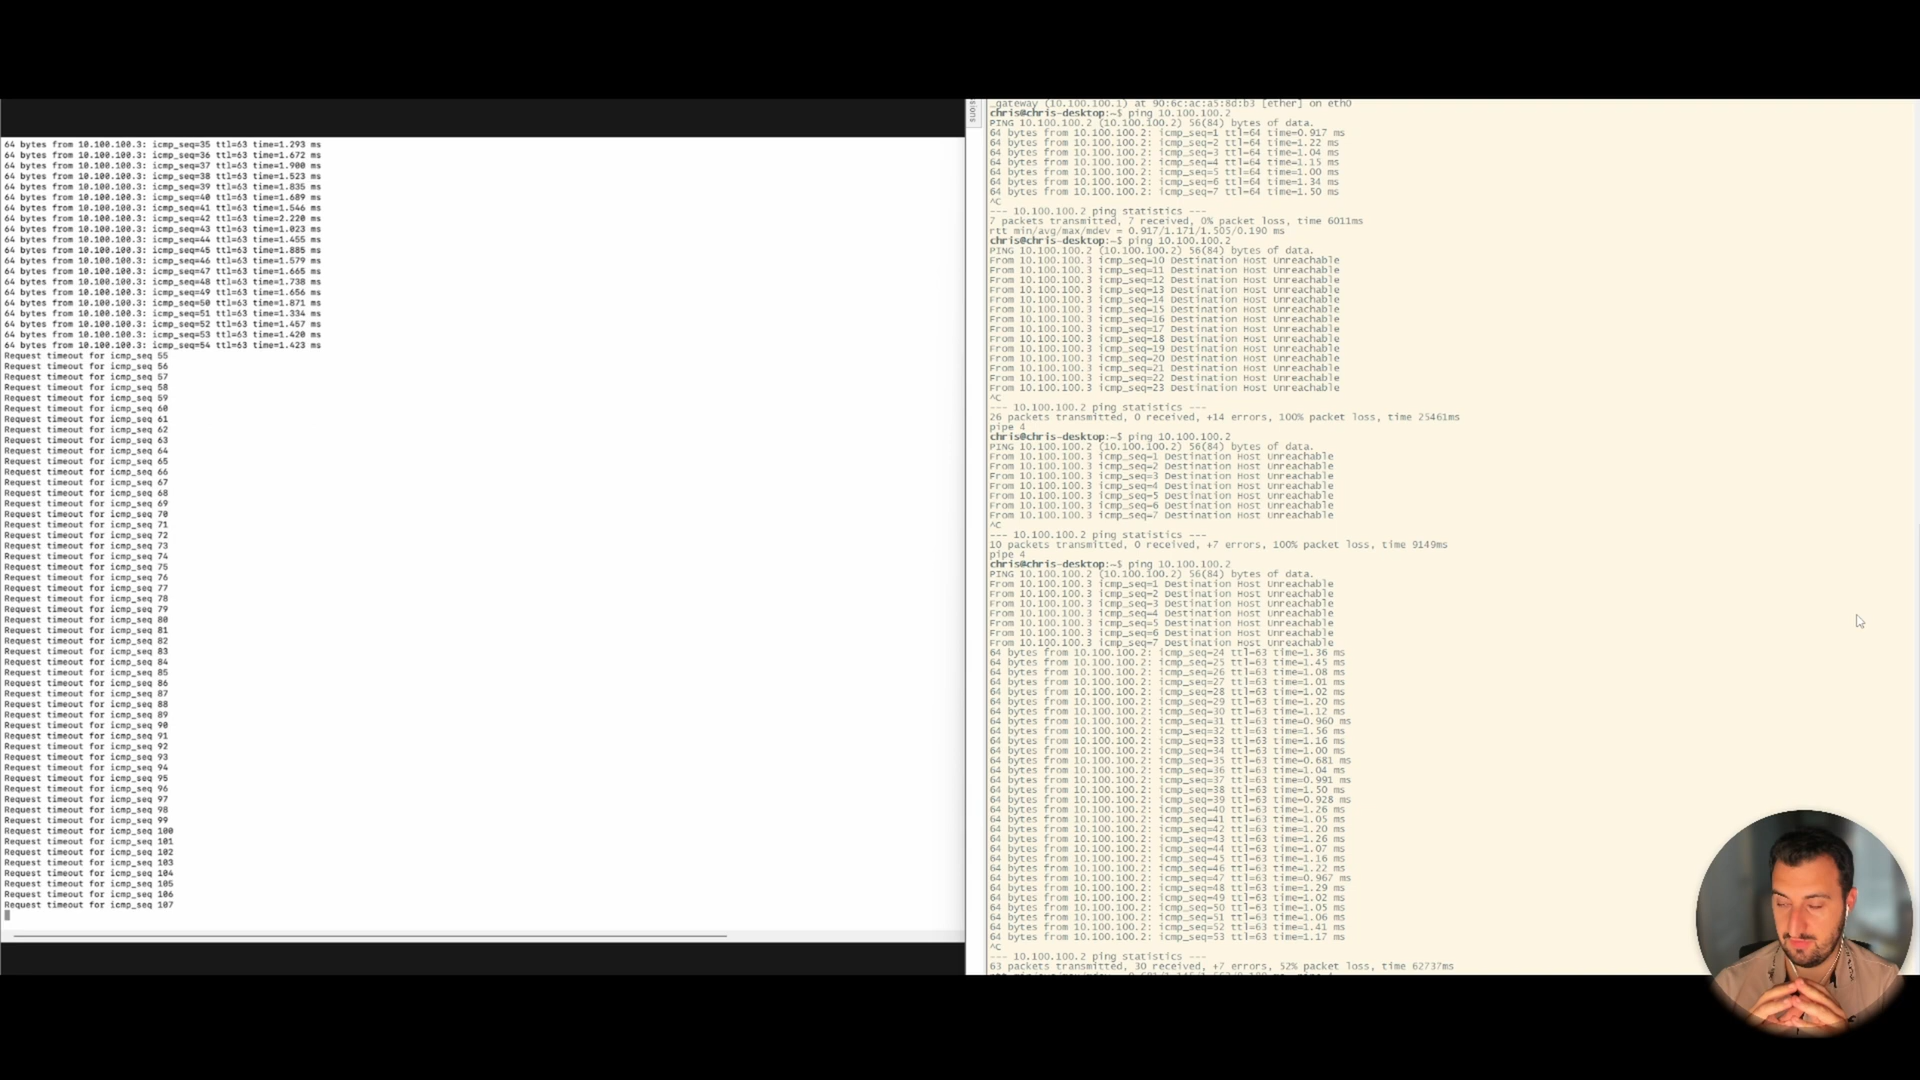 64 bytes from 10.100.100.3: icmp_seq=35 ttl=63 time=1.293 ms
64 bytes from 10.100.100.3: icmp_seq=36 ttl=63 time=1.672 ms
64 bytes from 10.100.100.3: icmp_seq=37 ttl=63 time=1.900 ms
64 bytes from 10.100.100.3: icmp_seq=38 ttl=63 time=1.523 ms
64 bytes from 10.100.100.3: icmp_seq=39 ttl=63 time=1.835 ms
64 bytes from 10.100.100.3: icmp_seq=40 ttl=63 time=1.689 ms
64 bytes from 10.100.100.3: icmp_seq=41 ttl=63 time=1.546 ms
64 bytes from 10.100.100.3: icmp_seq=42 ttl=63 time=2.220 ms
64 bytes from 10.100.100.3: icmp_seq=43 ttl=63 time=1.023 ms
64 bytes from 10.100.100.3: icmp_seq=44 ttl=63 time=1.455 ms
64 bytes from 10.100.100.3: icmp_seq=45 ttl=63 time=1.885 ms
64 bytes from 10.100.100.3: icmp_seq=46 ttl=63 time=1.579 ms
64 bytes from 10.100.100.3: icmp_seq=47 ttl=63 time=1.665 ms
64 bytes from 10.100.100.3: icmp_seq=48 ttl=63 time=1.738 ms
64 bytes from 10.100.100.3: icmp_seq=49 ttl=63 time=1.656 ms
64 bytes from 10.100.100.3: icmp_seq=50 ttl=63 time=1.871 ms
64 bytes from 10.100.100.3: icmp_seq=51 ttl=63 time=1.334 ms
64 bytes from 10.100.100.3: icmp_seq=52 ttl=63 time=1.457 ms
64 bytes from 10.100.100.3: icmp_seq=53 ttl=63 time=1.420 ms
64 bytes from 10.100.100.3: icmp_seq=54 ttl=63 time=1.423 ms
Request timeout for icmp_seq 55
Request timeout for icmp_seq 56
Request timeout for icmp_seq 57
Request timeout for icmp_seq 58
Request timeout for icmp_seq 59
Request timeout for icmp_seq 60
Request timeout for icmp_seq 61
Request timeout for icmp_seq 62
Request timeout for icmp_seq 63
Request timeout for icmp_seq 64
Request timeout for icmp_seq 65
Request timeout for icmp_seq 66
Request timeout for icmp_seq 67
Request timeout for icmp_seq 68
Request timeout for icmp_seq 69
Request timeout for icmp_seq 70
Request timeout for icmp_seq 71
Request timeout for icmp_seq 72
Request timeout for icmp_seq 73
Request timeout for icmp_seq 74
Request timeout for icmp_seq 75
Request timeout for icmp_seq 76
Request timeout for icmp_seq 77
Request timeout for icmp_seq 78
Request timeout for icmp_seq 79
Request timeout for icmp_seq 80
Request timeout for icmp_seq 81
Request timeout for icmp_seq 82
Request timeout for icmp_seq 83
Request timeout for icmp_seq 84
Request timeout for icmp_seq 85
Request timeout for icmp_seq 86
Request timeout for icmp_seq 87
Request timeout for icmp_seq 88
Request timeout for icmp_seq 89
Request timeout for icmp_seq 90
Request timeout for icmp_seq 91
Request timeout for icmp_seq 92
Request timeout for icmp_seq 93
Request timeout for icmp_seq 94
Request timeout for icmp_seq 95
Request timeout for icmp_seq 96
Request timeout for icmp_seq 97
Request timeout for icmp_seq 98
Request timeout for icmp_seq 99
Request timeout for icmp_seq 100
Request timeout for icmp_seq 101
Request timeout for icmp_seq 102
Request timeout for icmp_seq 103
Request timeout for icmp_seq 104
Request timeout for icmp_seq 105
Request timeout for icmp_seq 106
Request timeout for icmp_seq 107
_gateway (10.100.100.1) at 90:6c:ac:a5:8d:b3 [ether] on eth0
chris@chris-desktop:~$ ping 10.100.100.2
PING 10.100.100.2 (10.100.100.2) 56(84) bytes of data.
64 bytes from 10.100.100.2: icmp_seq=1 ttl=64 time=0.917 ms
64 bytes from 10.100.100.2: icmp_seq=2 ttl=64 time=1.22 ms
64 bytes from 10.100.100.2: icmp_seq=3 ttl=64 time=1.04 ms
64 bytes from 10.100.100.2: icmp_seq=4 ttl=64 time=1.15 ms
64 bytes from 10.100.100.2: icmp_seq=5 ttl=64 time=1.00 ms
64 bytes from 10.100.100.2: icmp_seq=6 ttl=64 time=1.34 ms
64 bytes from 10.100.100.2: icmp_seq=7 ttl=64 time=1.50 ms
^C
--- 10.100.100.2 ping statistics ---
7 packets transmitted, 7 received, 0% packet loss, time 6011ms
rtt min/avg/max/mdev = 0.917/1.171/1.505/0.190 ms
chris@chris-desktop:~$ ping 10.100.100.2
PING 10.100.100.2 (10.100.100.2) 56(84) bytes of data.
From 10.100.100.3 icmp_seq=10 Destination Host Unreachable
From 10.100.100.3 icmp_seq=11 Destination Host Unreachable
From 10.100.100.3 icmp_seq=12 Destination Host Unreachable
From 10.100.100.3 icmp_seq=13 Destination Host Unreachable
From 10.100.100.3 icmp_seq=14 Destination Host Unreachable
From 10.100.100.3 icmp_seq=15 Destination Host Unreachable
From 10.100.100.3 icmp_seq=16 Destination Host Unreachable
From 10.100.100.3 icmp_seq=17 Destination Host Unreachable
From 10.100.100.3 icmp_seq=18 Destination Host Unreachable
From 10.100.100.3 icmp_seq=19 Destination Host Unreachable
From 10.100.100.3 icmp_seq=20 Destination Host Unreachable
From 10.100.100.3 icmp_seq=21 Destination Host Unreachable
From 10.100.100.3 icmp_seq=22 Destination Host Unreachable
From 10.100.100.3 icmp_seq=23 Destination Host Unreachable
^C
--- 10.100.100.2 ping statistics ---
26 packets transmitted, 0 received, +14 errors, 100% packet loss, time 25461ms
pipe 4
chris@chris-desktop:~$ ping 10.100.100.2
PING 10.100.100.2 (10.100.100.2) 56(84) bytes of data.
From 10.100.100.3 icmp_seq=1 Destination Host Unreachable
From 10.100.100.3 icmp_seq=2 Destination Host Unreachable
From 10.100.100.3 icmp_seq=3 Destination Host Unreachable
From 10.100.100.3 icmp_seq=4 Destination Host Unreachable
From 10.100.100.3 icmp_seq=5 Destination Host Unreachable
From 10.100.100.3 icmp_seq=6 Destination Host Unreachable
From 10.100.100.3 icmp_seq=7 Destination Host Unreachable
^C
--- 10.100.100.2 ping statistics ---
10 packets transmitted, 0 received, +7 errors, 100% packet loss, time 9149ms
pipe 4
chris@chris-desktop:~$ ping 10.100.100.2
PING 10.100.100.2 (10.100.100.2) 56(84) bytes of data.
From 10.100.100.3 icmp_seq=1 Destination Host Unreachable
From 10.100.100.3 icmp_seq=2 Destination Host Unreachable
From 10.100.100.3 icmp_seq=3 Destination Host Unreachable
From 10.100.100.3 icmp_seq=4 Destination Host Unreachable
From 10.100.100.3 icmp_seq=5 Destination Host Unreachable
From 10.100.100.3 icmp_seq=6 Destination Host Unreachable
From 10.100.100.3 icmp_seq=7 Destination Host Unreachable
64 bytes from 10.100.100.2: icmp_seq=24 ttl=63 time=1.36 ms
64 bytes from 10.100.100.2: icmp_seq=25 ttl=63 time=1.45 ms
64 bytes from 10.100.100.2: icmp_seq=26 ttl=63 time=1.08 ms
64 bytes from 10.100.100.2: icmp_seq=27 ttl=63 time=1.01 ms
64 bytes from 10.100.100.2: icmp_seq=28 ttl=63 time=1.02 ms
64 bytes from 10.100.100.2: icmp_seq=29 ttl=63 time=1.20 ms
64 bytes from 10.100.100.2: icmp_seq=30 ttl=63 time=1.12 ms
64 bytes from 10.100.100.2: icmp_seq=31 ttl=63 time=0.960 ms
64 bytes from 10.100.100.2: icmp_seq=32 ttl=63 time=1.56 ms
64 bytes from 10.100.100.2: icmp_seq=33 ttl=63 time=1.16 ms
64 bytes from 10.100.100.2: icmp_seq=34 ttl=63 time=1.00 ms
64 bytes from 10.100.100.2: icmp_seq=35 ttl=63 time=0.681 ms
64 bytes from 10.100.100.2: icmp_seq=36 ttl=63 time=1.04 ms
64 bytes from 10.100.100.2: icmp_seq=37 ttl=63 time=0.991 ms
64 bytes from 10.100.100.2: icmp_seq=38 ttl=63 time=1.50 ms
64 bytes from 10.100.100.2: icmp_seq=39 ttl=63 time=0.928 ms
64 bytes from 10.100.100.2: icmp_seq=40 ttl=63 time=1.26 ms
64 bytes from 10.100.100.2: icmp_seq=41 ttl=63 time=1.05 ms
64 bytes from 10.100.100.2: icmp_seq=42 ttl=63 time=1.20 ms
64 bytes from 10.100.100.2: icmp_seq=43 ttl=63 time=1.26 ms
64 bytes from 10.100.100.2: icmp_seq=44 ttl=63 time=1.07 ms
64 bytes from 10.100.100.2: icmp_seq=45 ttl=63 time=1.16 ms
64 bytes from 10.100.100.2: icmp_seq=46 ttl=63 time=1.22 ms
64 bytes from 10.100.100.2: icmp_seq=47 ttl=63 time=0.967 ms
64 bytes from 10.100.100.2: icmp_seq=48 ttl=63 time=1.29 ms
64 bytes from 10.100.100.2: icmp_seq=49 ttl=63 time=1.02 ms
64 bytes from 10.100.100.2: icmp_seq=50 ttl=63 time=1.05 ms
64 bytes from 10.100.100.2: icmp_seq=51 ttl=63 time=1.06 ms
64 bytes from 10.100.100.2: icmp_seq=52 ttl=63 time=1.41 ms
64 bytes from 10.100.100.2: icmp_seq=53 ttl=63 time=1.17 ms
^C
--- 10.100.100.2 ping statistics ---
63 packets transmitted, 30 received, +7 errors, 52% packet loss, time 62737ms